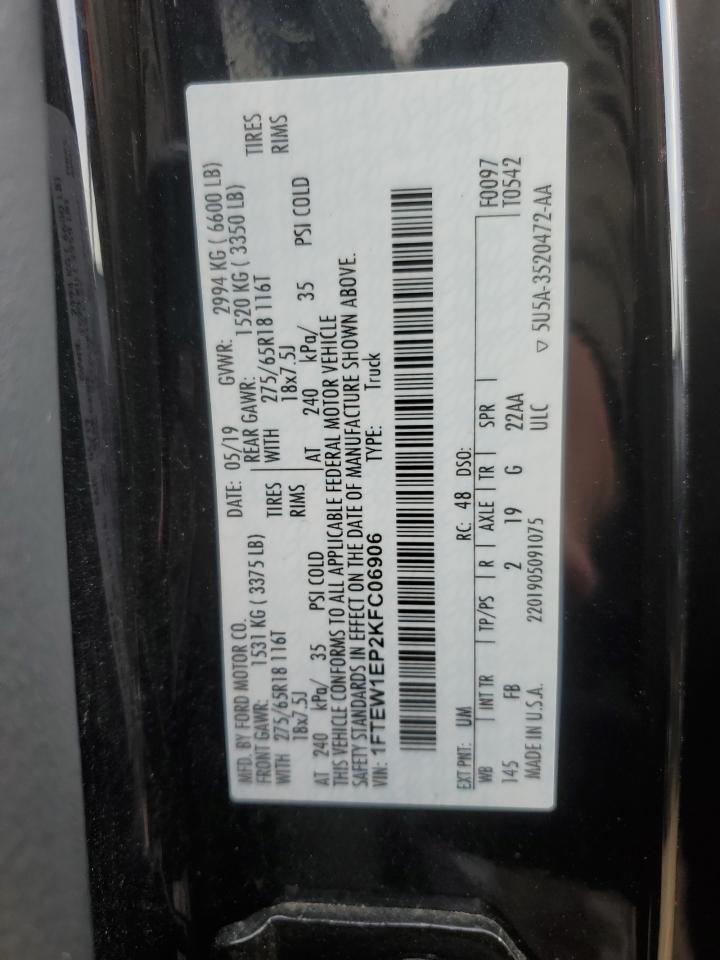 MFD. BY FORD MOTOR CO. DATE: 05/19 GVWR: 2994 KG ( 6600 LB)
FRONT GAWR: 1531 KG ( 3375 LB) REAR GAWR: 1520 KG ( 3350 LB)
WITH 275/65R18 116T TIRES WITH 275/65R18 116T TIRES
18x7.5J RIMS 18x7.5J RIMS
AT 240 kPa/ 35 PSI COLD AT 240 kPa/ 35 PSI COLD
THIS VEHICLE CONFORMS TO ALL APPLICABLE FEDERAL MOTOR VEHICLE
SAFETY STANDARDS IN EFFECT ON THE DATE OF MANUFACTURE SHOWN ABOVE.
VIN: 1FTEW1EP2KFC06906 TYPE: Truck
EXT PNT: UM RC: 48 DSO:
WB INT TR TP/PS R AXLE TR SPR F0097
145 FB 2 19 G 22AA T0542
MADE IN U.S.A. 2201905091075 ULC
▽ 5U5A-3520472-AA